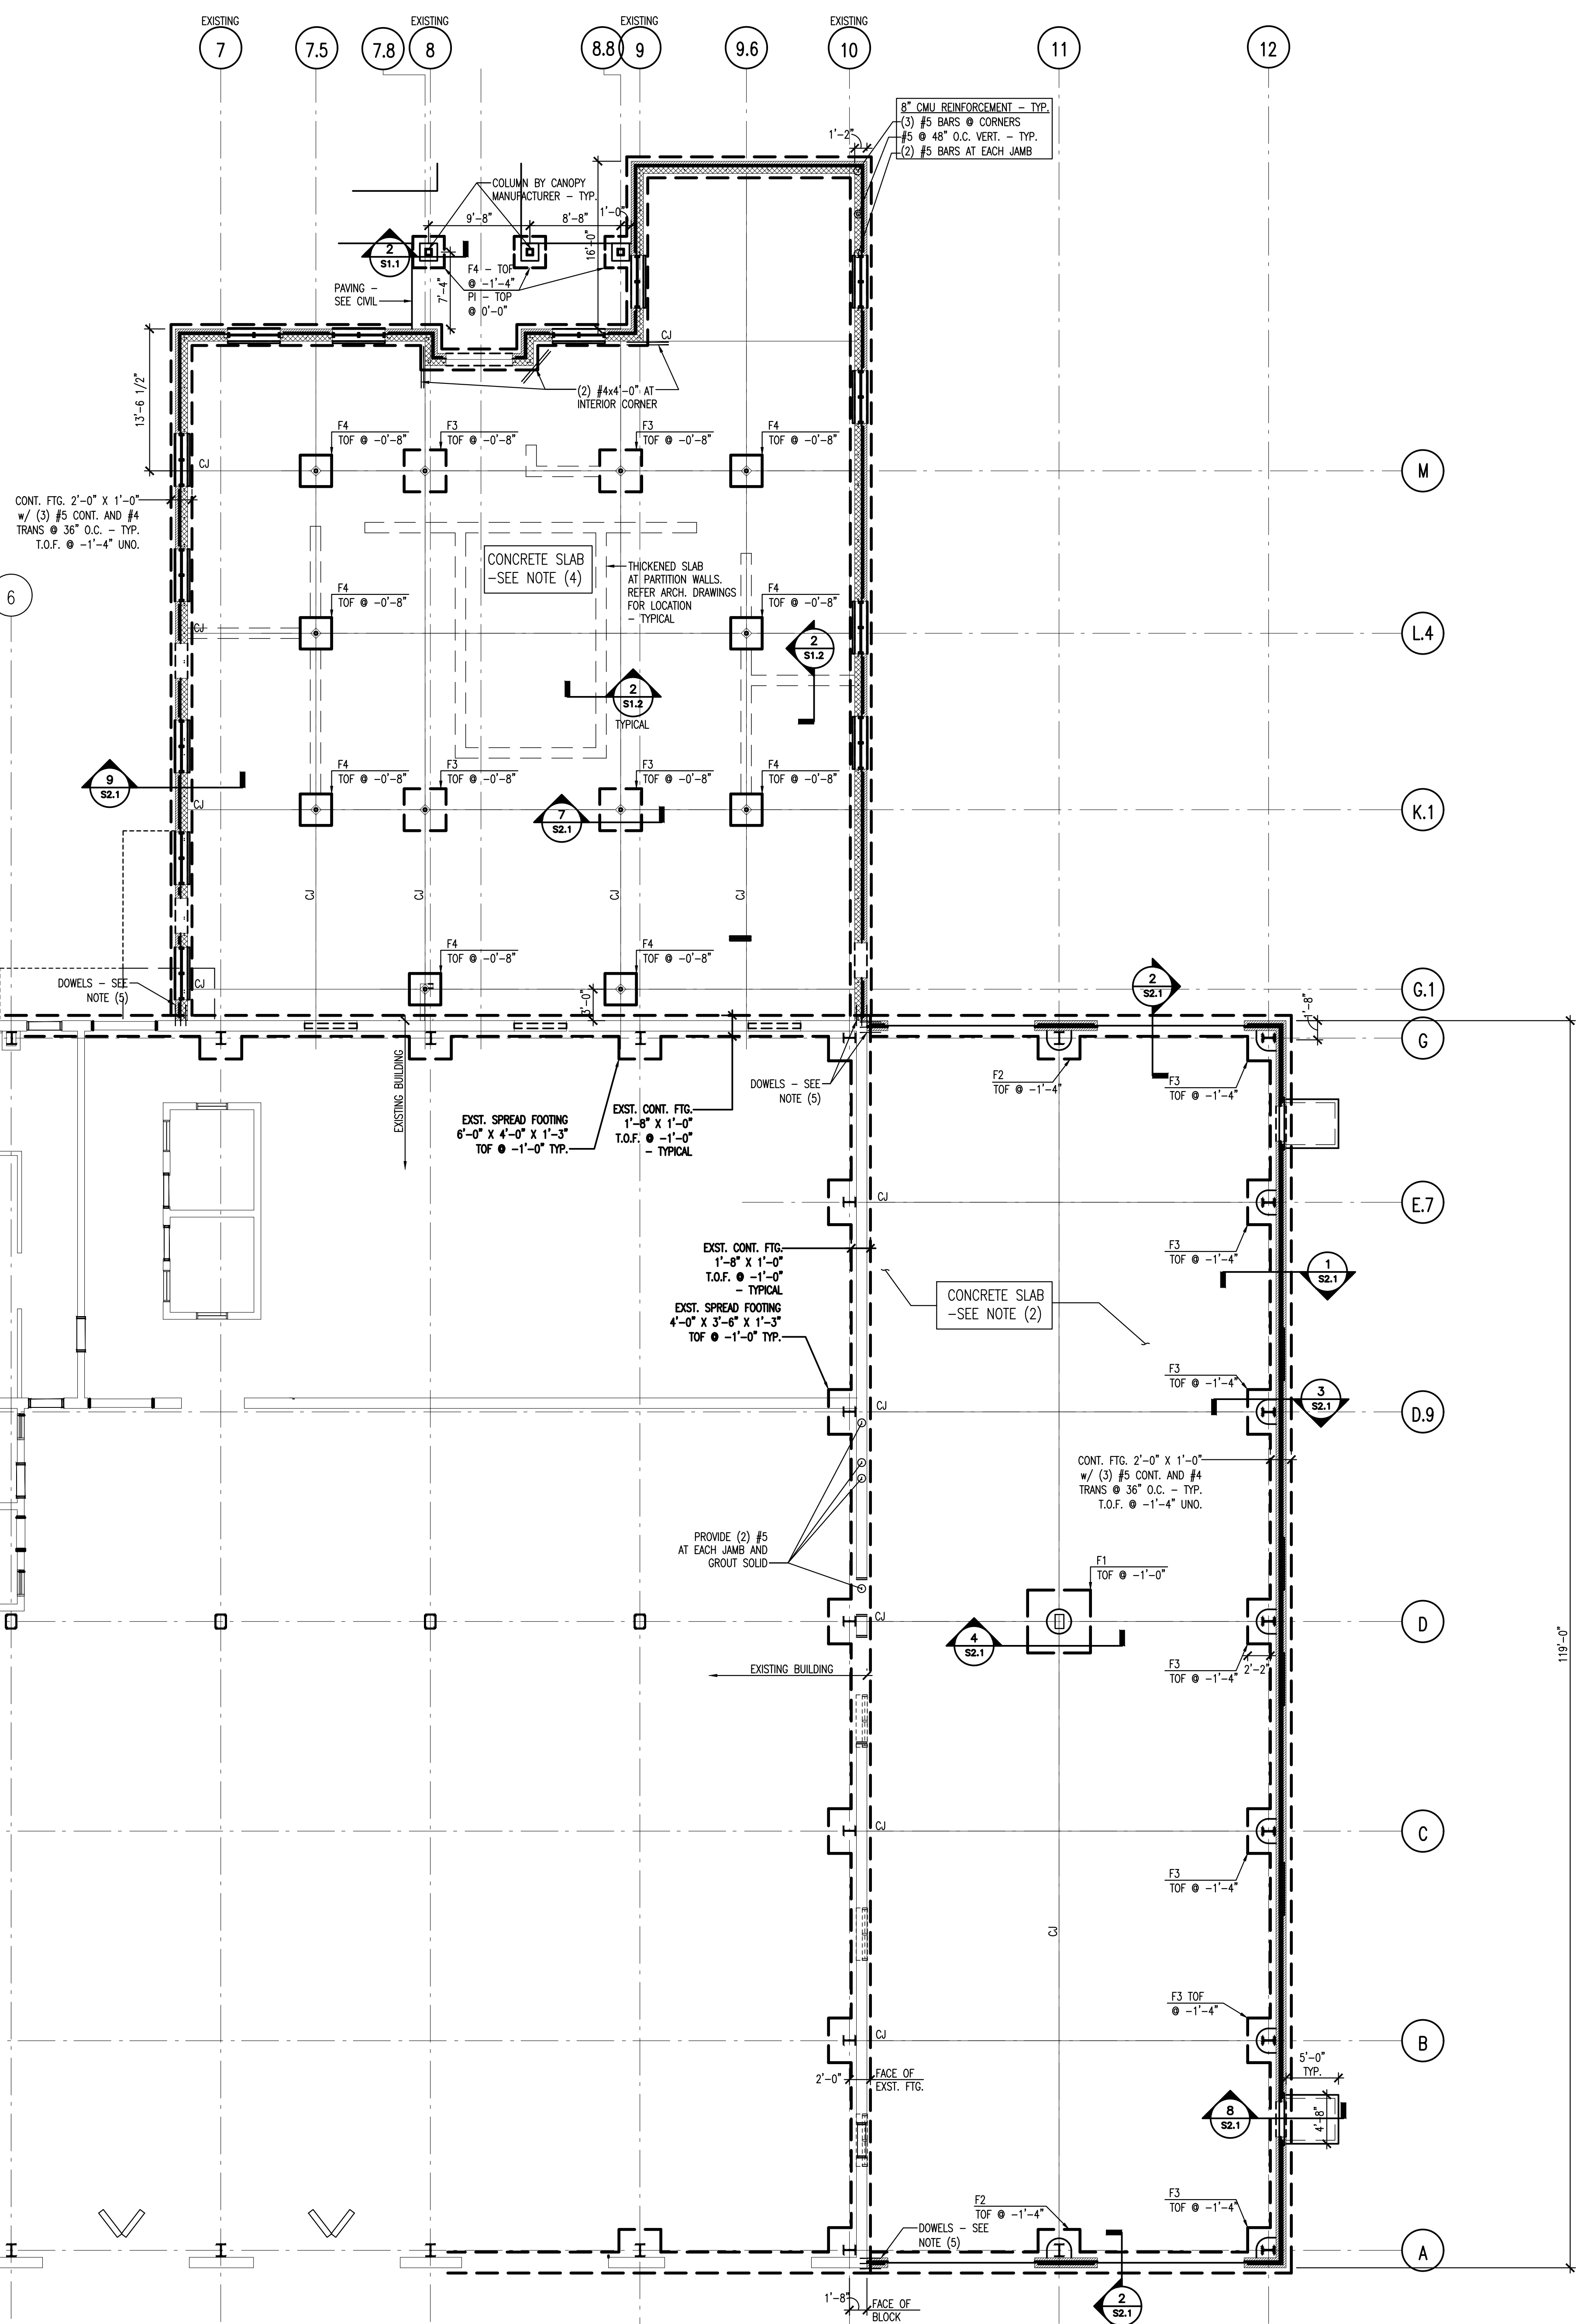 EXISTING
EXISTING
EXISTING
EXISTING
7
7.5
7.8
8
8.8
9
9.6
10
11
12
8" CMU REINFORCEMENT – TYP.
(3) #5 BARS @ CORNERS
#5 @ 48" O.C. VERT. – TYP.
(2) #5 BARS AT EACH JAMB
1'-2"
COLUMN BY CANOPY
MANUFACTURER – TYP.
9'-8"
8'-8"
1'-0"
16'-0"
2
S1.1
F4 – TOF
@ -1'-4"
PI – TOP
@ 0'-0"
7'-4"
PAVING –
SEE CIVIL
CJ
13'-6 1/2"
(2) #4x4'-0" AT
INTERIOR CORNER
F4
TOF @ -0'-8"
F3
TOF @ -0'-8"
F3
TOF @ -0'-8"
F4
TOF @ -0'-8"
CJ
M
CONT. FTG. 2'-0" X 1'-0"
w/ (3) #5 CONT. AND #4
TRANS @ 36" O.C. – TYP.
T.O.F. @ -1'-4" UNO.
CONCRETE SLAB
-SEE NOTE (4)
THICKENED SLAB
AT PARTITION WALLS.
REFER ARCH. DRAWINGS
FOR LOCATION
– TYPICAL
6
F4
TOF @ -0'-8"
F4
TOF @ -0'-8"
CJ
L.4
2
S1.2
2
S1.2
TYPICAL
9
S2.1
F4
TOF @ -0'-8"
F3
TOF @ -0'-8"
F3
TOF @ -0'-8"
F4
TOF @ -0'-8"
CJ
7
S2.1
K.1
CJ
CJ
CJ
CJ
F4
TOF @ -0'-8"
F4
TOF @ -0'-8"
DOWELS – SEE
NOTE (5)
CJ
3'-0"
2
S2.1
G.1
1'-8"
G
EXISTING BUILDING
DOWELS – SEE
NOTE (5)
F2
TOF @ -1'-4"
F3
TOF @ -1'-4"
EXST. SPREAD FOOTING
6'-0" X 4'-0" X 1'-3"
TOF @ -1'-0" TYP.
EXST. CONT. FTG.
1'-8" X 1'-0"
T.O.F. @ -1'-0"
– TYPICAL
CJ
E.7
EXST. CONT. FTG.
1'-8" X 1'-0"
T.O.F. @ -1'-0"
– TYPICAL
F3
TOF @ -1'-4"
1
S2.1
CONCRETE SLAB
-SEE NOTE (2)
EXST. SPREAD FOOTING
4'-0" X 3'-6" X 1'-3"
TOF @ -1'-0" TYP.
F3
TOF @ -1'-4"
3
S2.1
CJ
D.9
CONT. FTG. 2'-0" X 1'-0"
w/ (3) #5 CONT. AND #4
TRANS @ 36" O.C. – TYP.
T.O.F. @ -1'-4" UNO.
PROVIDE (2) #5
AT EACH JAMB AND
GROUT SOLID
F1
TOF @ -1'-0"
CJ
D
4
S2.1
119'-0"
EXISTING BUILDING
F3
TOF @ -1'-4"
2'-2"
CJ
C
F3
TOF @ -1'-4"
CJ
F3 TOF
@ -1'-4"
CJ
B
2'-0"
FACE OF
EXST. FTG.
5'-0"
TYP.
8
S2.1
4'-8"
F2
TOF @ -1'-4"
F3
TOF @ -1'-4"
DOWELS – SEE
NOTE (5)
A
1'-8"
FACE OF
BLOCK
2
S2.1